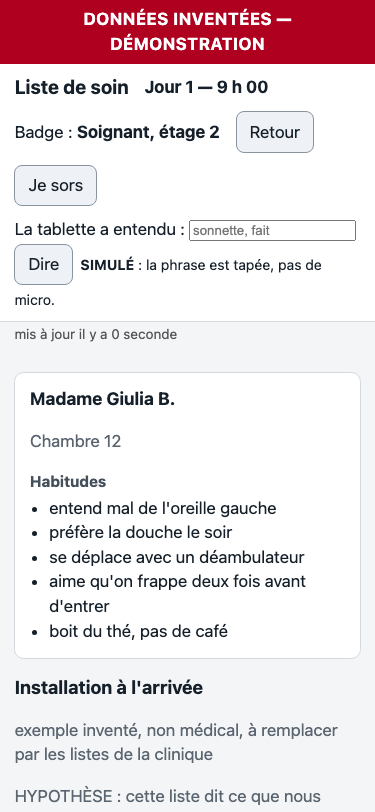 DONNÉES INVENTÉES —
DÉMONSTRATION
Liste de soin Jour 1 — 9 h 00
Badge : Soignant, étage 2 Retour
Je sors
La tablette a entendu : sonnette, fait
Dire SIMULÉ : la phrase est tapée, pas de
micro.
mis à jour il y a 0 seconde
Madame Giulia B.
Chambre 12
Habitudes
• entend mal de l'oreille gauche
• préfère la douche le soir
• se déplace avec un déambulateur
• aime qu'on frappe deux fois avant
d'entrer
• boit du thé, pas de café
Installation à l'arrivée
exemple inventé, non médical, à remplacer
par les listes de la clinique
HYPOTHÈSE : cette liste dit ce que nous